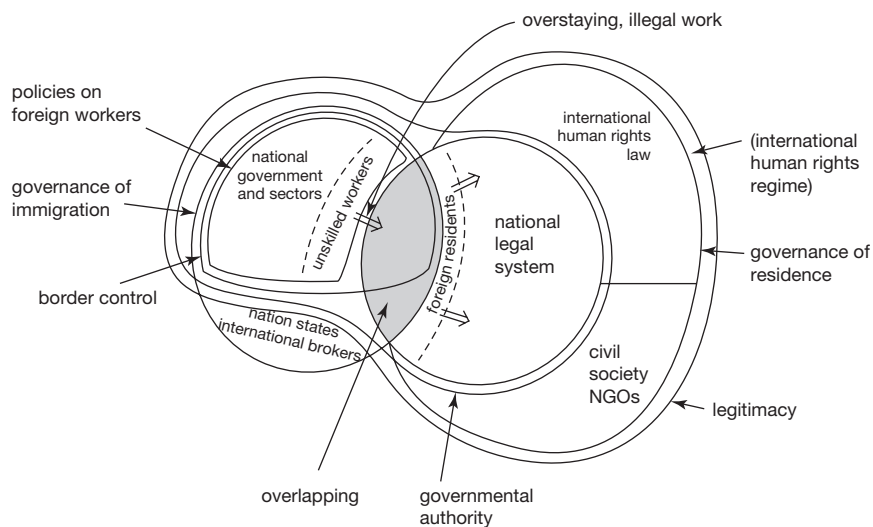 overstaying, illegal work
policies on
foreign workers
governance of
immigration
border control
national
government
and sectors
unskilled workers
foreign residents
national
legal
system
international
human rights
law
(international
human rights
regime)
governance of
residence
nation states
international brokers
civil
society
NGOs
legitimacy
overlapping
governmental
authority